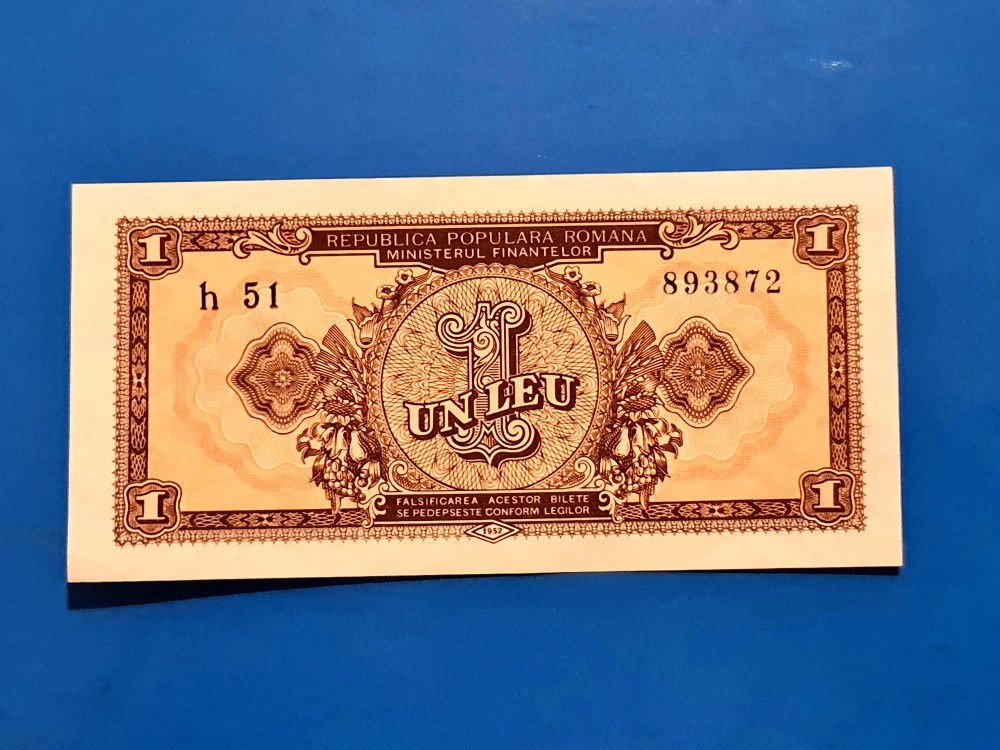 1 REPUBLICA POPULARA ROMANA 1
MINISTERUL FINANTELOR
h 51 893872
1
UN LEU
1 FALSIFICAREA ACESTOR BILETE 1
SE PEDEPSESTE CONFORM LEGILOR
1952